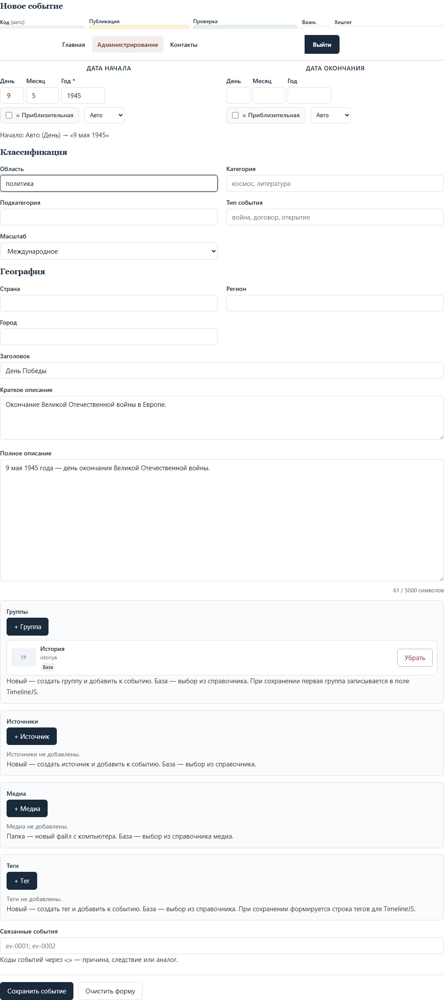 Новое событие
Код (авто) Публикация Проверка Важн. Хештег
Главная Администрирование Контакты Выйти
ДАТА НАЧАЛА ДАТА ОКОНЧАНИЯ
День Месяц Год * День Месяц Год
9 5 1945
≈ Приблизительная Авто ≈ Приблизительная Авто
Начало: Авто (День) → «9 мая 1945»
Классификация
Область Категория
политика космос, литература
Подкатегория Тип события
война, договор, открытие
Масштаб
Международное
География
Страна Регион
Город
Заголовок
День Победы
Краткое описание
Окончание Великой Отечественной войны в Европе.
Полное описание
9 мая 1945 года — день окончания Великой Отечественной войны.
61 / 5000 символов
Группы
+ Группа
ГР История Убрать
istoriya
База
Новый — создать группу и добавить к событию. База — выбор из справочника. При сохранении первая группа записывается в поле
TimelineJS.
Источники
+ Источник
Источники не добавлены.
Новый — создать источник и добавить к событию. База — выбор из справочника.
Медиа
+ Медиа
Медиа не добавлены.
Папка — новый файл с компьютера. База — выбор из справочника медиа.
Теги
+ Тег
Теги не добавлены.
Новый — создать тег и добавить к событию. База — выбор из справочника. При сохранении формируется строка тегов для TimelineJS.
Связанные события
ev-0001; ev-0002
Коды событий через «;» — причина, следствие или аналог.
Сохранить событие Очистить форму